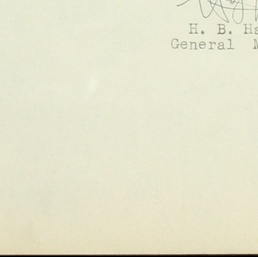 H. B. Ha
General M